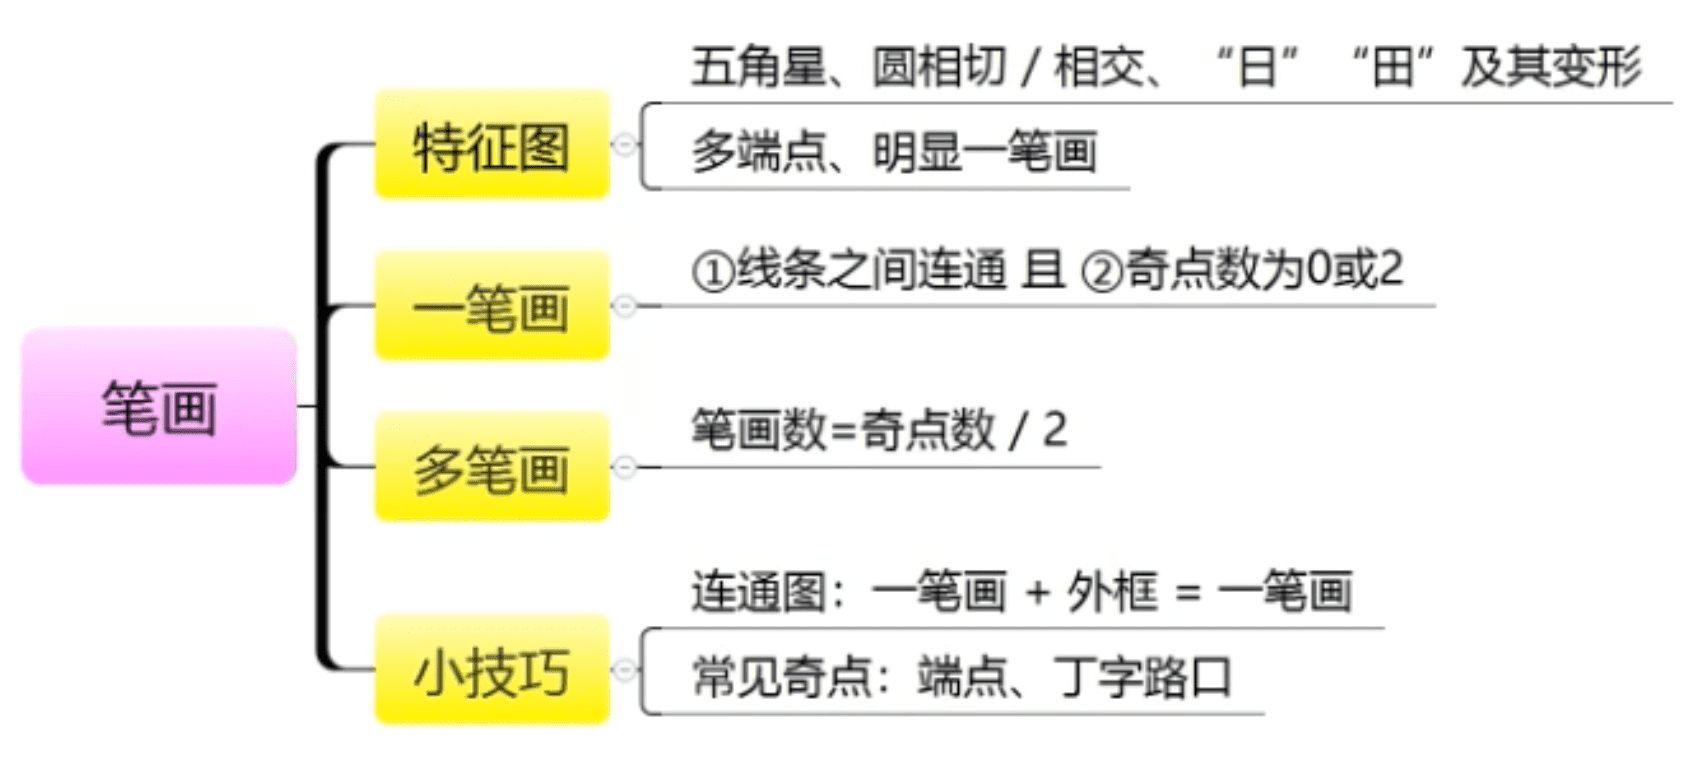 五角星、圆相切 / 相交、“日”“田”及其变形
特征图
多端点、明显一笔画
①线条之间连通 且 ②奇点数为0或2
一笔画
笔画
笔画数=奇点数 / 2
多笔画
连通图：一笔画 + 外框 = 一笔画
小技巧
常见奇点：端点、丁字路口